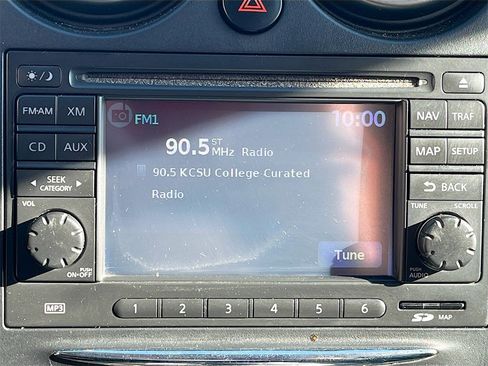 FM·AM XM
CD AUX
SEEK
CATEGORY
VOL
PUSH
ON·OFF
MP3
FM1 10:00
90.5 ST MHz Radio
90.5 KCSU College-Curated
Radio
Tune
NAV TRAF
MAP SETUP
BACK
TUNE SCROLL
PUSH
AUDIO
1 2 3 4 5 6
SD MAP